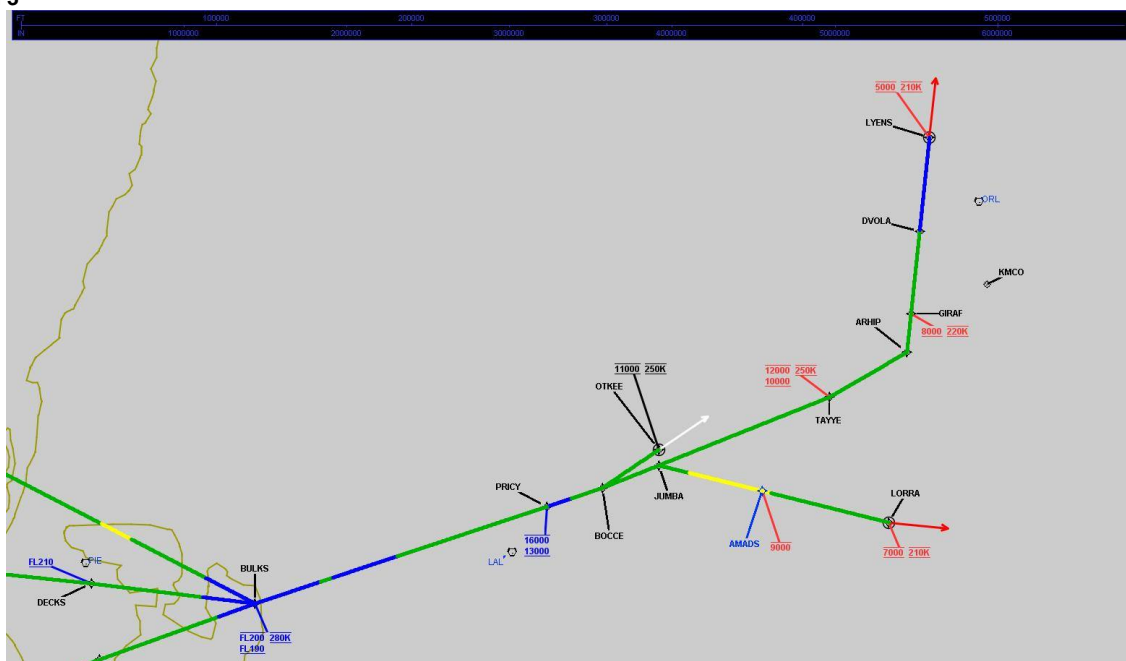 FT 100000 200000 300000 400000 500000
IN 1000000 2000000 3000000 4000000 5000000 6000000
5000 210K
LYENS
ORL
DVOLA
KMCO
GIRAF
ARHIP
8000 220K
11000 250K
12000 250K
10000
OTKEE
TAYYE
PRICY
JUMBA
LORRA
BOCCE
AMADS
9000
16000
13000
7000 210K
LAL
PIE
FL210
BULKS
DECKS
FL200 280K
FL190